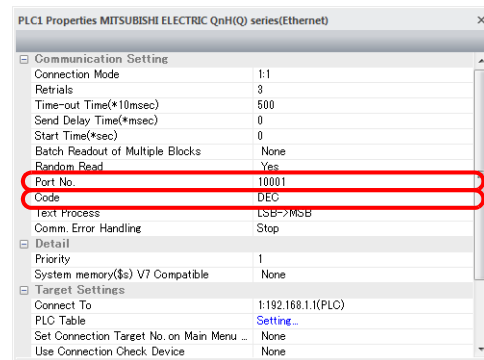 PLC1 Properties MITSUBISHI ELECTRIC QnH(Q) series(Ethernet) ×
Communication Setting
Connection Mode 1:1
Retrials 3
Time-out Time(*10msec) 500
Send Delay Time(*msec) 0
Start Time(*sec) 0
Batch Readout of Multiple Blocks None
Random Read Yes
Port No. 10001
Code DEC
Text Process LSB->MSB
Comm. Error Handling Stop
Detail
Priority 1
System memory($s) V7 Compatible None
Target Settings
Connect To 1:192.168.1.1(PLC)
PLC Table Setting...
Set Connection Target No. on Main Menu ... None
Use Connection Check Device None